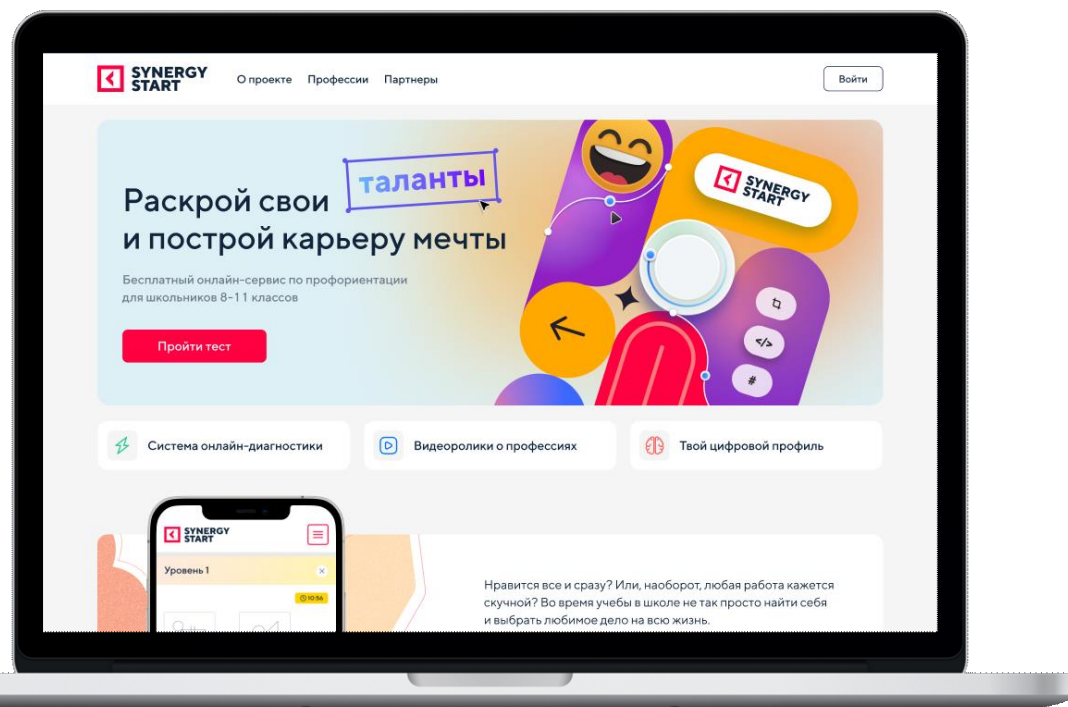 SYNERGY
START
О проекте Профессии Партнеры
Войти
Раскрой свои таланты
и построй карьеру мечты
Бесплатный онлайн-сервис по профориентации
для школьников 8-11 классов
Пройти тест
SYNERGY
START
</>
#
Система онлайн-диагностики
Видеоролики о профессиях
Твой цифровой профиль
SYNERGY
START
Уровень 1
10:56
Нравится все и сразу? Или, наоборот, любая работа кажется
скучной? Во время учебы в школе не так просто найти себя
и выбрать любимое дело на всю жизнь.